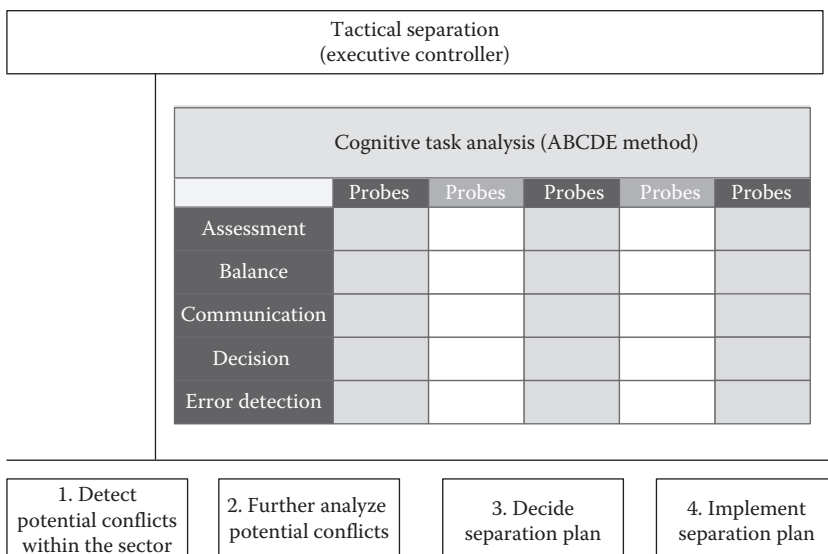 Tactical separation
(executive controller)
Cognitive task analysis (ABCDE method)
Probes Probes Probes Probes Probes
Assessment
Balance
Communication
Decision
Error detection
1. Detect
potential conflicts
within the sector
2. Further analyze
potential conflicts
3. Decide
separation plan
4. Implement
separation plan